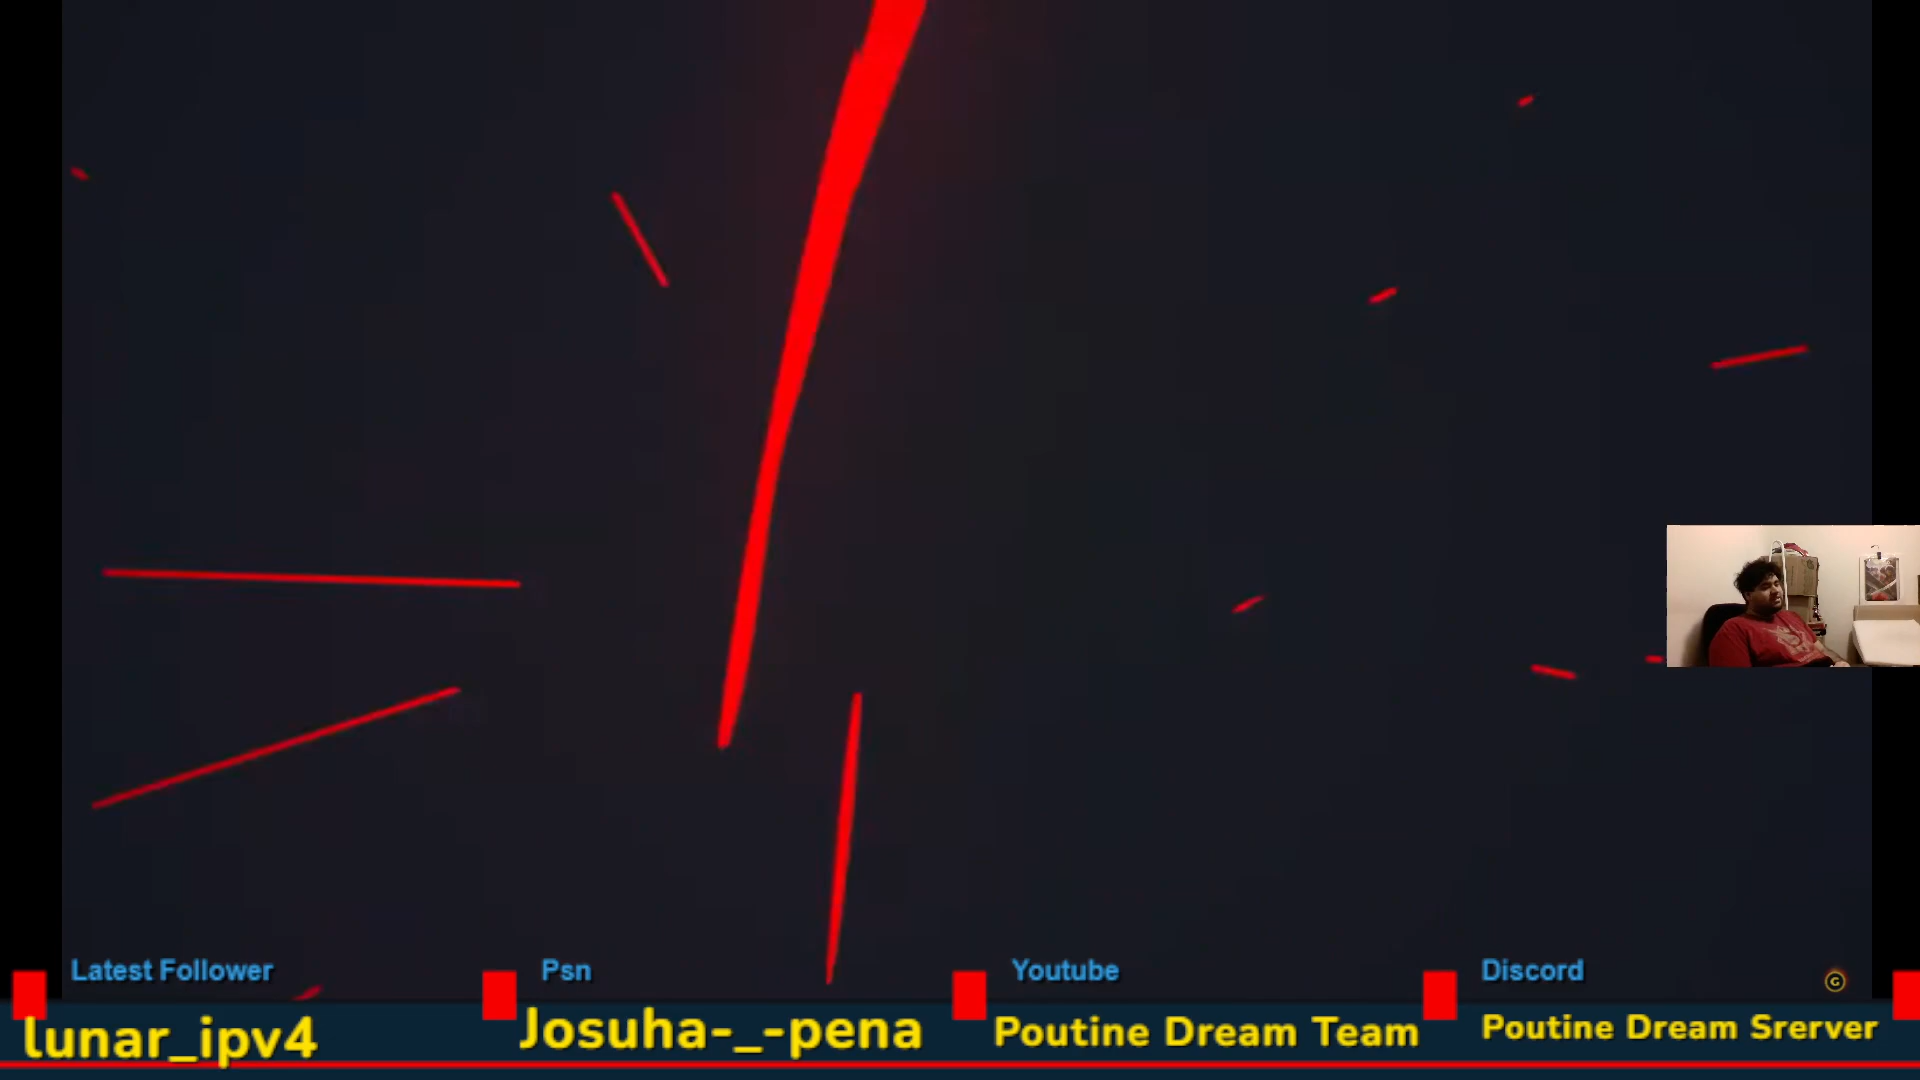 Latest Follower
lunar_ipv4
Psn
Josuha-_-pena
Youtube
Poutine Dream Team
Discord
Poutine Dream Srerver
G